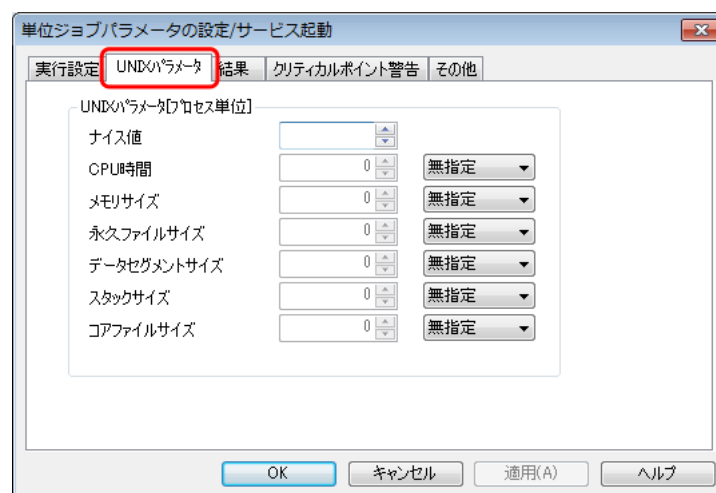 単位ジョブパラメータの設定/サービス起動
実行設定 UNIXパラメータ 結果 クリティカルポイント警告 その他
UNIXパラメータ[プロセス単位]
ナイス値
CPU時間 0 無指定
メモリサイズ 0 無指定
永久ファイルサイズ 0 無指定
データセグメントサイズ 0 無指定
スタックサイズ 0 無指定
コアファイルサイズ 0 無指定
OK キャンセル 適用(A) ヘルプ